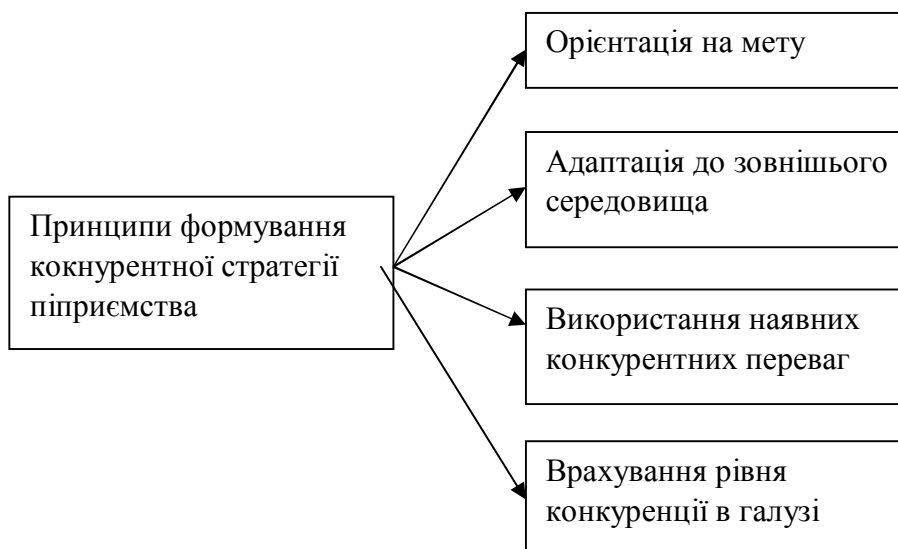 Орієнтація на мету
Адаптація до зовнішього
середовища
Принципи формування
кокнурентної стратегії
піприємства
Використання наявних
конкурентних переваг
Врахування рівня
конкуренції в галузі